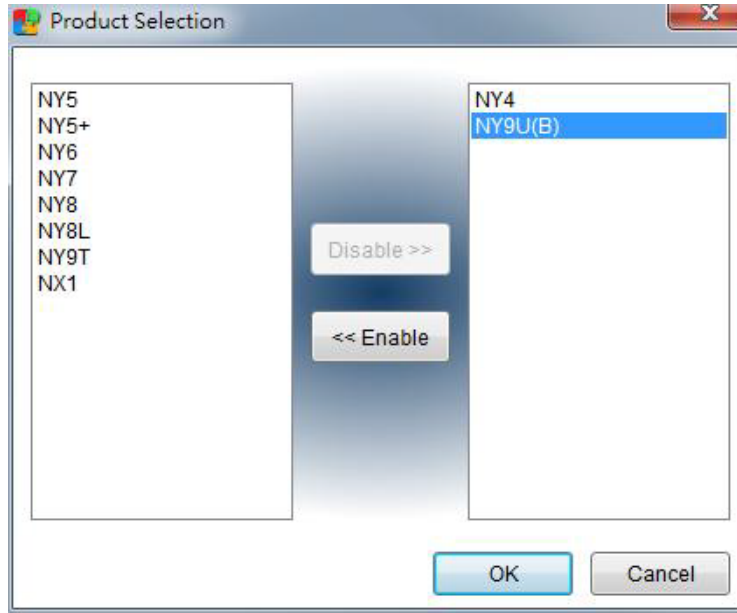 Product Selection
NY5
NY5+
NY6
NY7
NY8
NY8L
NY9T
NX1
Disable >>
<< Enable
NY4
NY9U(B)
OK
Cancel